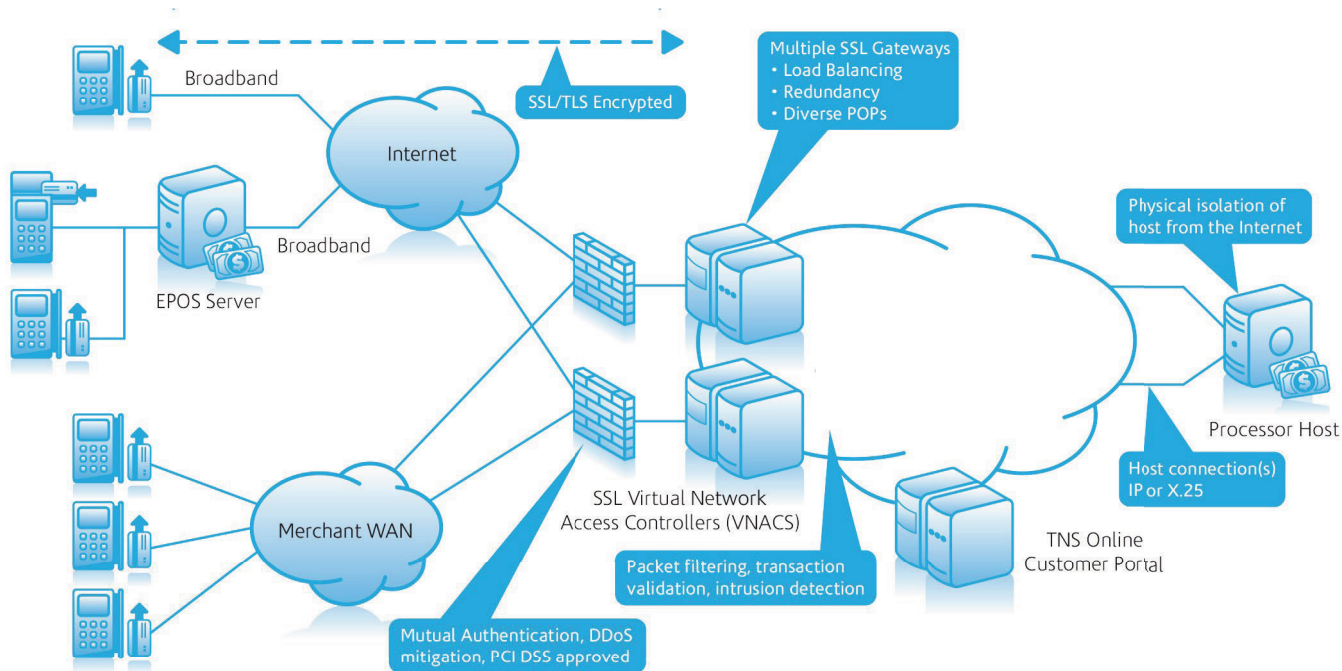 Broadband
SSL/TLS Encrypted
Multiple SSL Gateways
• Load Balancing
• Redundancy
• Diverse POPs
Internet
Physical isolation of
host from the Internet
Broadband
EPOS Server
Processor Host
Host connection(s)
IP or X.25
SSL Virtual Network
Access Controllers (VNACS)
Merchant WAN
TNS Online
Customer Portal
Packet filtering, transaction
validation, intrusion detection
Mutual Authentication, DDoS
mitigation, PCI DSS approved